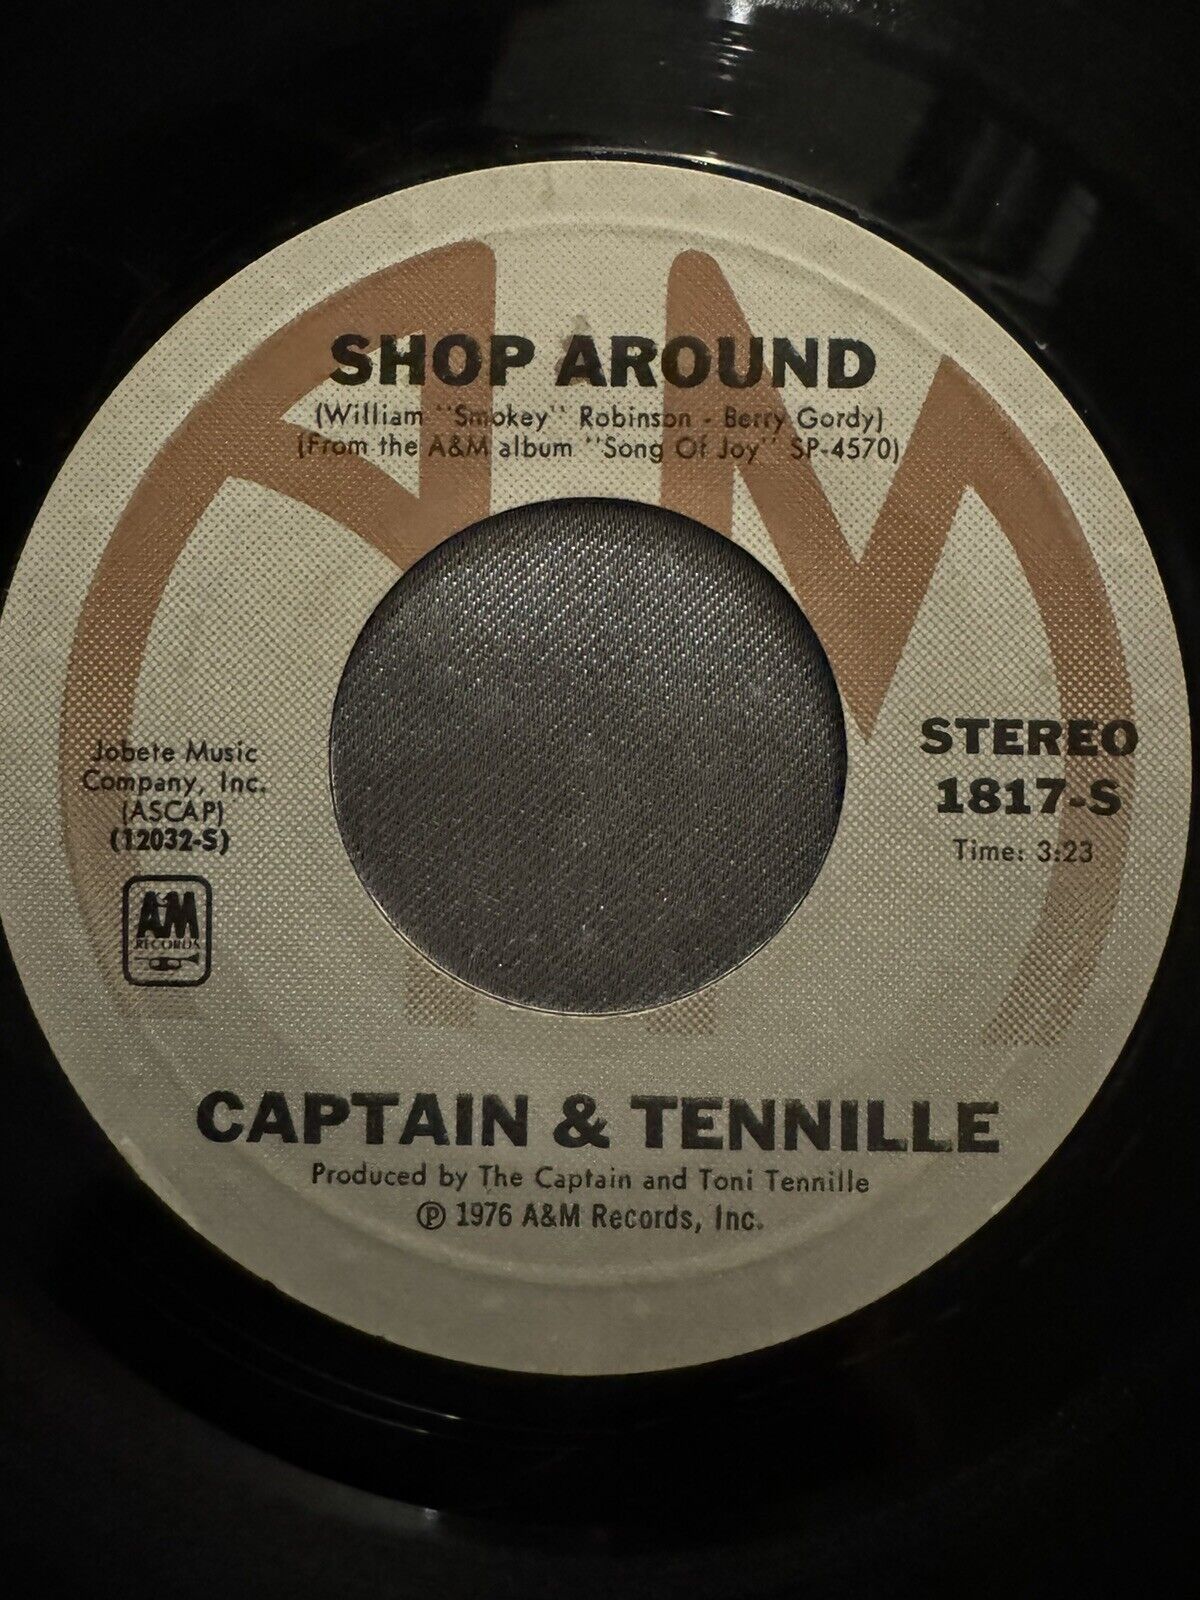 AM
SHOP AROUND
(William "Smokey" Robinson - Berry Gordy)
(From the A&M album "Song Of Joy" SP-4570)
Jobete Music
Company, Inc.
(ASCAP)
(12032-S)
A&M
RECORDS
STEREO
1817-S
Time: 3:23
CAPTAIN & TENNILLE
Produced by The Captain and Toni Tennille
℗ 1976 A&M Records, Inc.